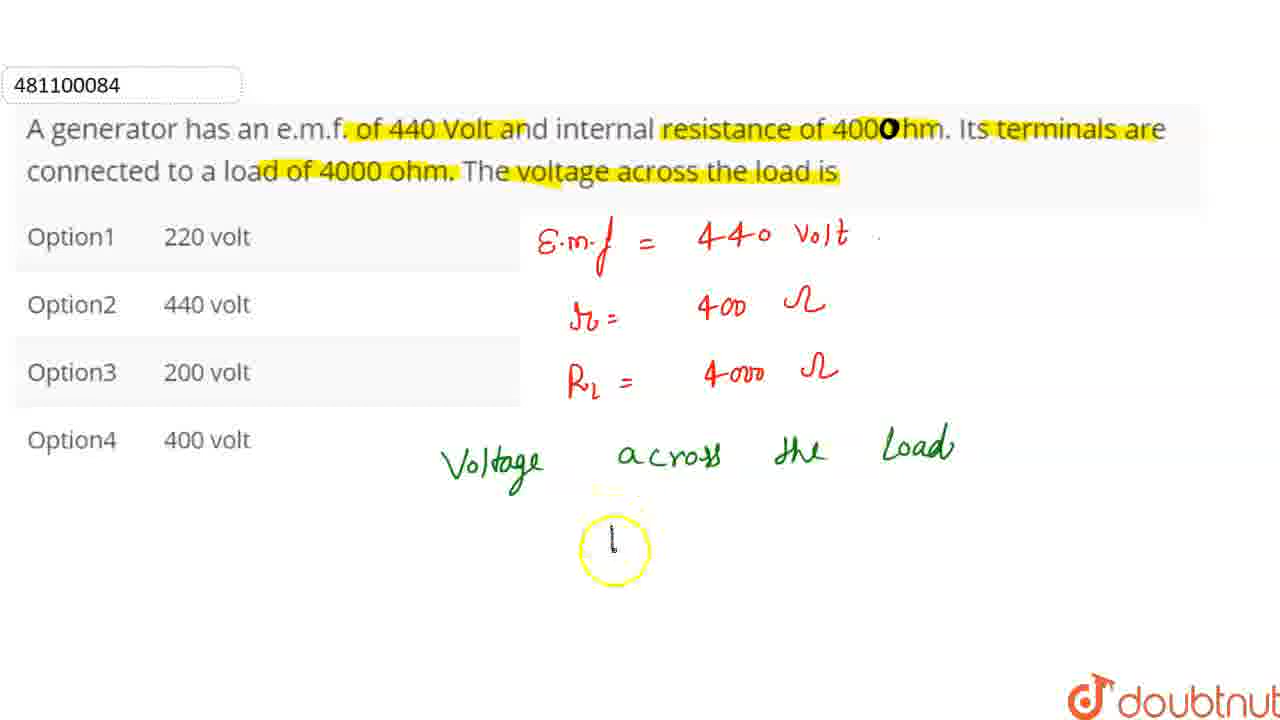 481100084
A generator has an e.m.f. of 440 Volt and internal resistance of 400Ohm. Its terminals are
connected to a load of 4000 ohm. The voltage across the load is
Option1 220 volt
E.m.f = 440 Volt
Option2 440 volt
r = 400 Ω
Option3 200 volt
RL = 4000 Ω
Option4 400 volt
Voltage across the Load
doubtnut